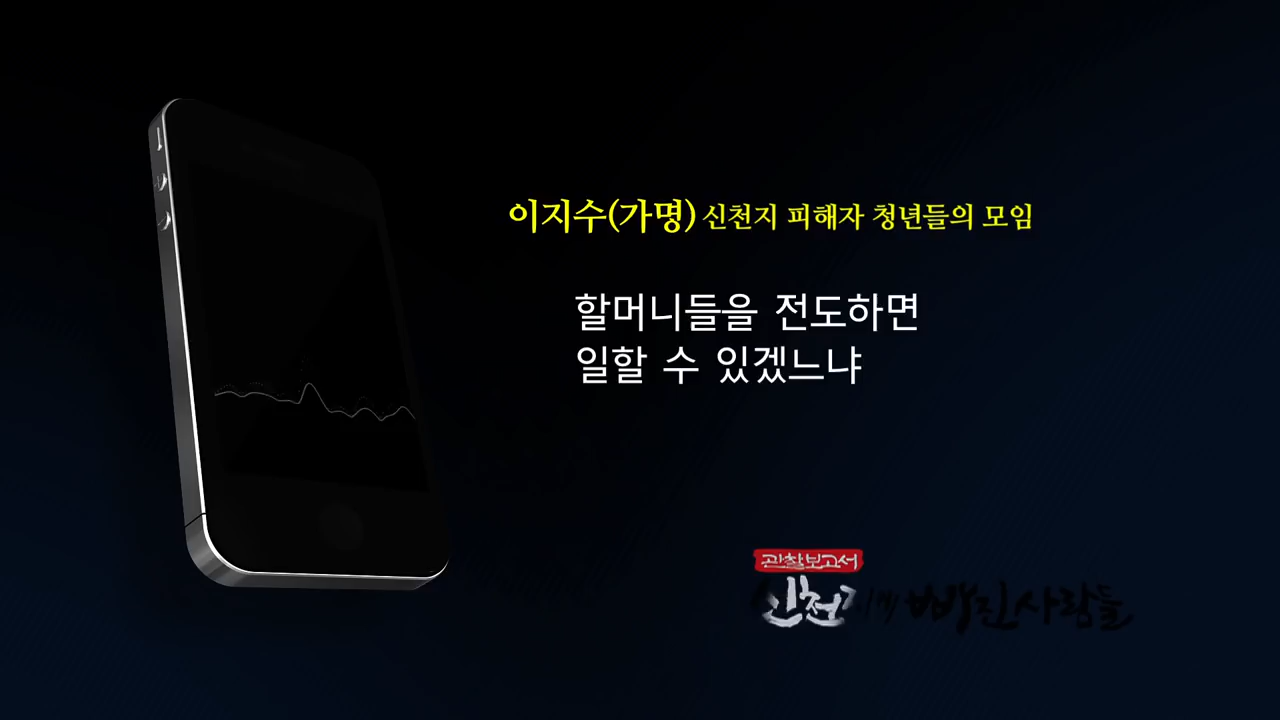 이지수(가명) 신천지 피해자 청년들의 모임
할머니들을 전도하면
일할 수 있겠느냐
관찰보고서
신천지에 빠진 사람들